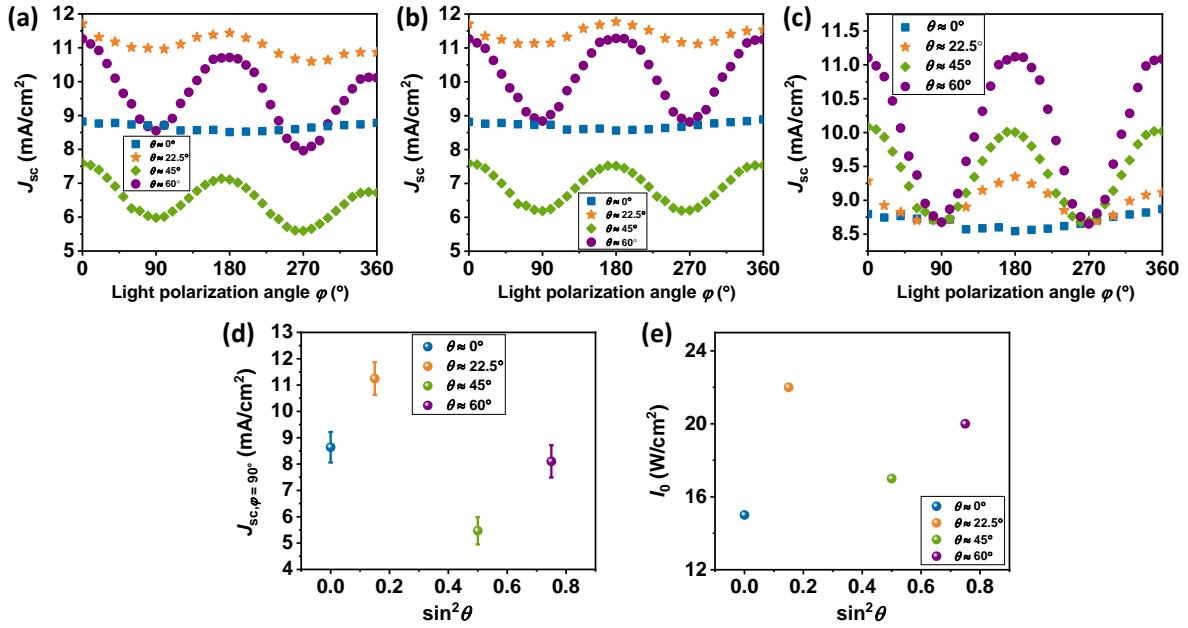 (a)
12
11
10
9
8
7
6
5
J_sc (mA/cm²)
θ ≈ 0°
θ ≈ 22.5°
θ ≈ 45°
θ ≈ 60°
0 90 180 270 360
Light polarization angle φ (°)
(b)
12
11
10
9
8
7
6
5
J_sc (mA/cm²)
θ ≈ 0°
θ ≈ 22.5°
θ ≈ 45°
θ ≈ 60°
0 90 180 270 360
Light polarization angle φ (°)
(c)
11.5
11.0
10.5
10.0
9.5
9.0
8.5
J_sc (mA/cm²)
θ ≈ 0°
θ ≈ 22.5°
θ ≈ 45°
θ ≈ 60°
0 90 180 270 360
Light polarization angle φ (°)
(d)
13
12
11
10
9
8
7
6
5
4
J_sc,φ = 90° (mA/cm²)
θ ≈ 0°
θ ≈ 22.5°
θ ≈ 45°
θ ≈ 60°
0.0 0.2 0.4 0.6 0.8
sin²θ
(e)
24
20
16
12
I₀ (W/cm²)
θ ≈ 0°
θ ≈ 22.5°
θ ≈ 45°
θ ≈ 60°
0.0 0.2 0.4 0.6 0.8
sin²θ